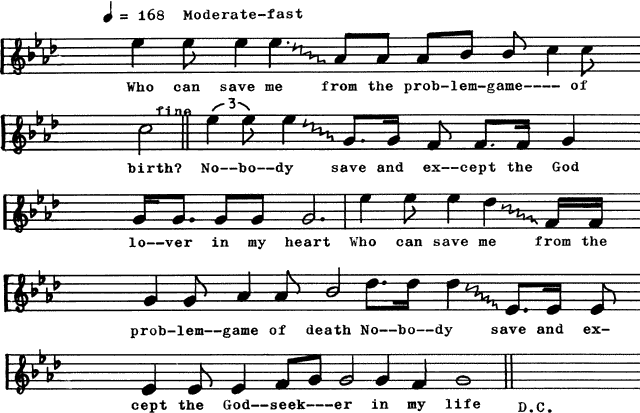 ♩ = 168 Moderate-fast
Who can save me from the prob-lem-game---- of
fine
3
birth? No--bo--dy save and ex--cept the God
lo--ver in my heart Who can save me from the
prob-lem--game of death No--bo--dy save and ex-
cept the God--seek---er in my life D.C.